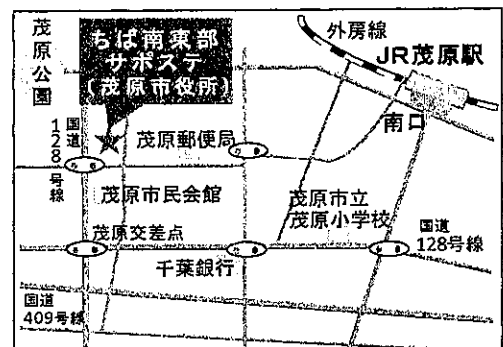 茂原公園
ちば南東部
サポステ
(茂原市役所)
外房線
JR茂原駅
南口
国道
128号線
茂原郵便局
茂原市民会館
茂原市立
茂原小学校
茂原交差点
国道
128号線
千葉銀行
国道
409号線